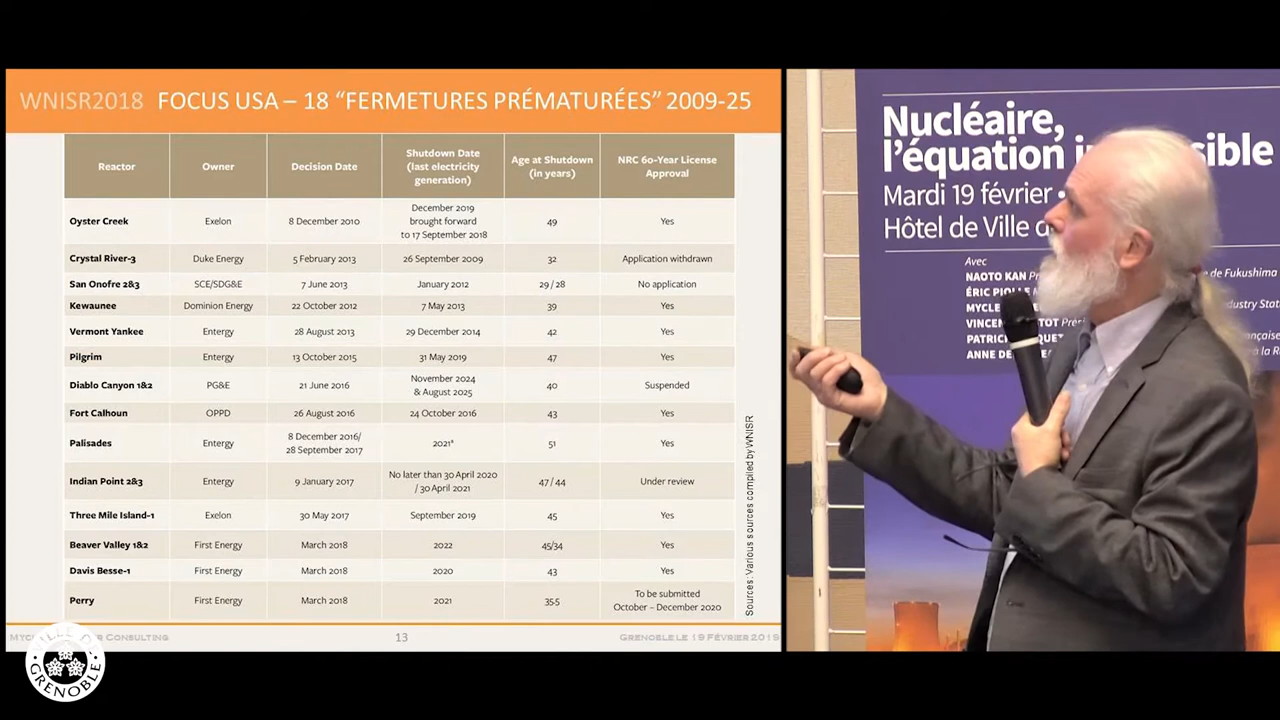 WNISR2018 FOCUS USA – 18 “FERMETURES PRÉMATURÉES” 2009-25
Reactor
Owner
Decision Date
Shutdown Date
(last electricity
generation)
Age at Shutdown
(in years)
NRC 60-Year License
Approval
Oyster Creek
Exelon
8 December 2010
December 2019
brought forward
to 17 September 2018
49
Yes
Crystal River-3
Duke Energy
5 February 2013
26 September 2009
32
Application withdrawn
San Onofre 2&3
SCE/SDG&E
7 June 2013
January 2012
29 / 28
No application
Kewaunee
Dominion Energy
22 October 2012
7 May 2013
39
Yes
Vermont Yankee
Entergy
28 August 2013
29 December 2014
42
Yes
Pilgrim
Entergy
13 October 2015
31 May 2019
47
Yes
Diablo Canyon 1&2
PG&E
21 June 2016
November 2024
& August 2025
40
Suspended
Fort Calhoun
OPPD
26 August 2016
24 October 2016
43
Yes
Palisades
Entergy
8 December 2016/
28 September 2017
2021ᵃ
51
Yes
Indian Point 2&3
Entergy
9 January 2017
No later than 30 April 2020
/ 30 April 2021
47 / 44
Under review
Three Mile Island-1
Exelon
30 May 2017
September 2019
45
Yes
Beaver Valley 1&2
First Energy
March 2018
2022
45/34
Yes
Davis Besse-1
First Energy
March 2018
2020
43
Yes
Perry
First Energy
March 2018
2021
35.5
To be submitted
October – December 2020
Sources: Various sources compiled by WNISR
13
Grenoble le 19 Février 2019
Consulting
VILLE DE
GRENOBLE
Nucléaire,
l’équation
Mardi 19 février •
Hôtel de Ville
Avec
NAOTO KAN
de Fukushima
ÉRIC
MYCLE
VINCENT
PATRICK
ANNE DE